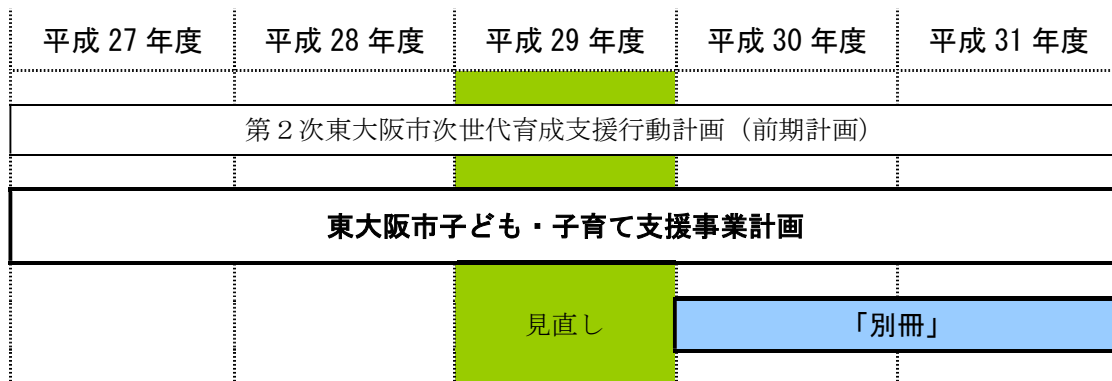 平成 27 年度 平成 28 年度 平成 29 年度 平成 30 年度 平成 31 年度
第２次東大阪市次世代育成支援行動計画（前期計画）
東大阪市子ども・子育て支援事業計画
見直し 「別冊」